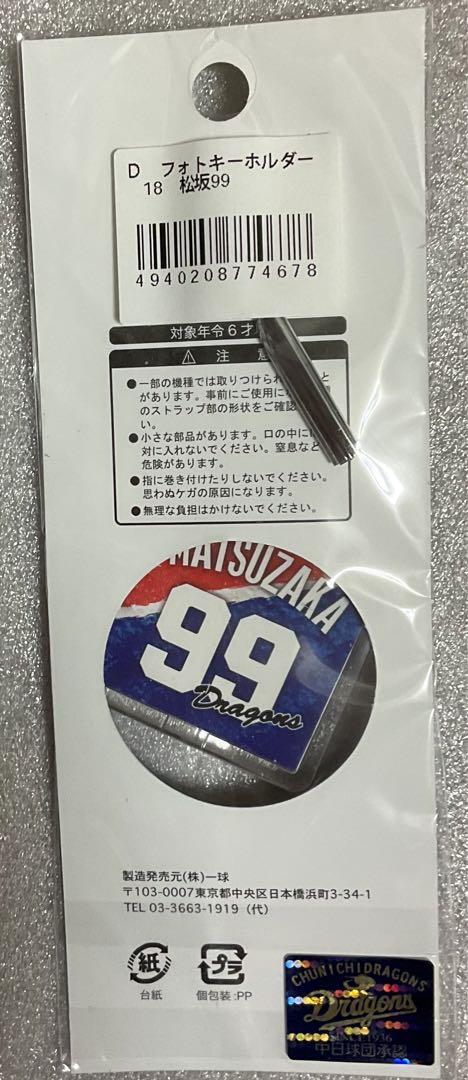 D フォトキーホルダー
18 松坂99
4940208774678
対象年令6才
注 意
●一部の機種では取りつけられ
があります。事前にご使用に
のストラップ部の形状をご確認
い。
●小さな部品があります。口の中に
対に入れないでください。窒息など
危険があります。
●指に巻き付けたりしないでください。
思わぬケガの原因になります。
●無理な負担はかけないでください。
MATSUZAKA
99
Dragons
製造発売元(株)一球
〒103-0007東京都中央区日本橋浜町3-34-1
TEL 03-3663-1919（代）
紙
台紙
プラ
個包装:PP
CHUNICHIDRAGONS
Dragons
SINCE 1936
中日球団承認